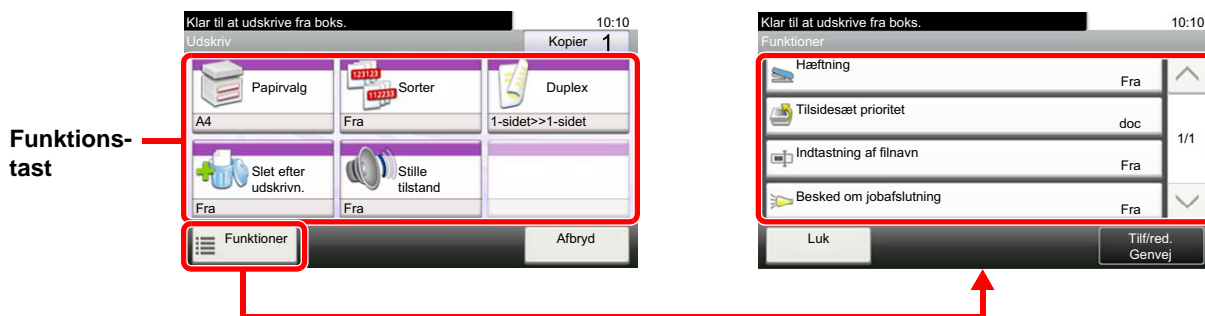 Klar til at udskrive fra boks.
10:10
Udskriv
Kopier 1
Papirvalg
A4
123123
112233
Sorter
Fra
Duplex
1-sidet>>1-sidet
Funktions-
tast
Slet efter
udskrivn.
Fra
Stille
tilstand
Fra
Funktioner
Afbryd
Klar til at udskrive fra boks.
10:10
Funktioner
Hæftning
Fra
Tilsidesæt prioritet
doc
1/1
Indtastning af filnavn
Fra
Besked om jobafslutning
Fra
Luk
Tilf/red.
Genvej